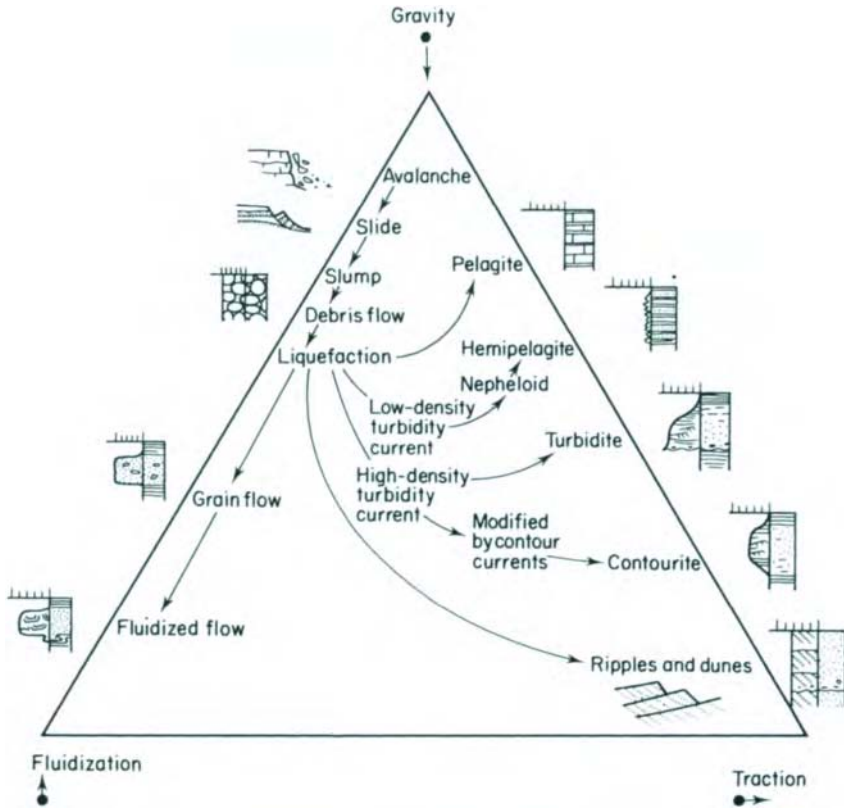 Gravity
Avalanche
Slide
Slump
Pelagite
Debris flow
Liquefaction
Hemipelagite
Nepheloid
Low-density
turbidity
current
Turbidite
High-density
turbidity
current
Grain flow
Modified
by contour
currents
Contourite
Fluidized flow
Ripples and dunes
Fluidization
Traction